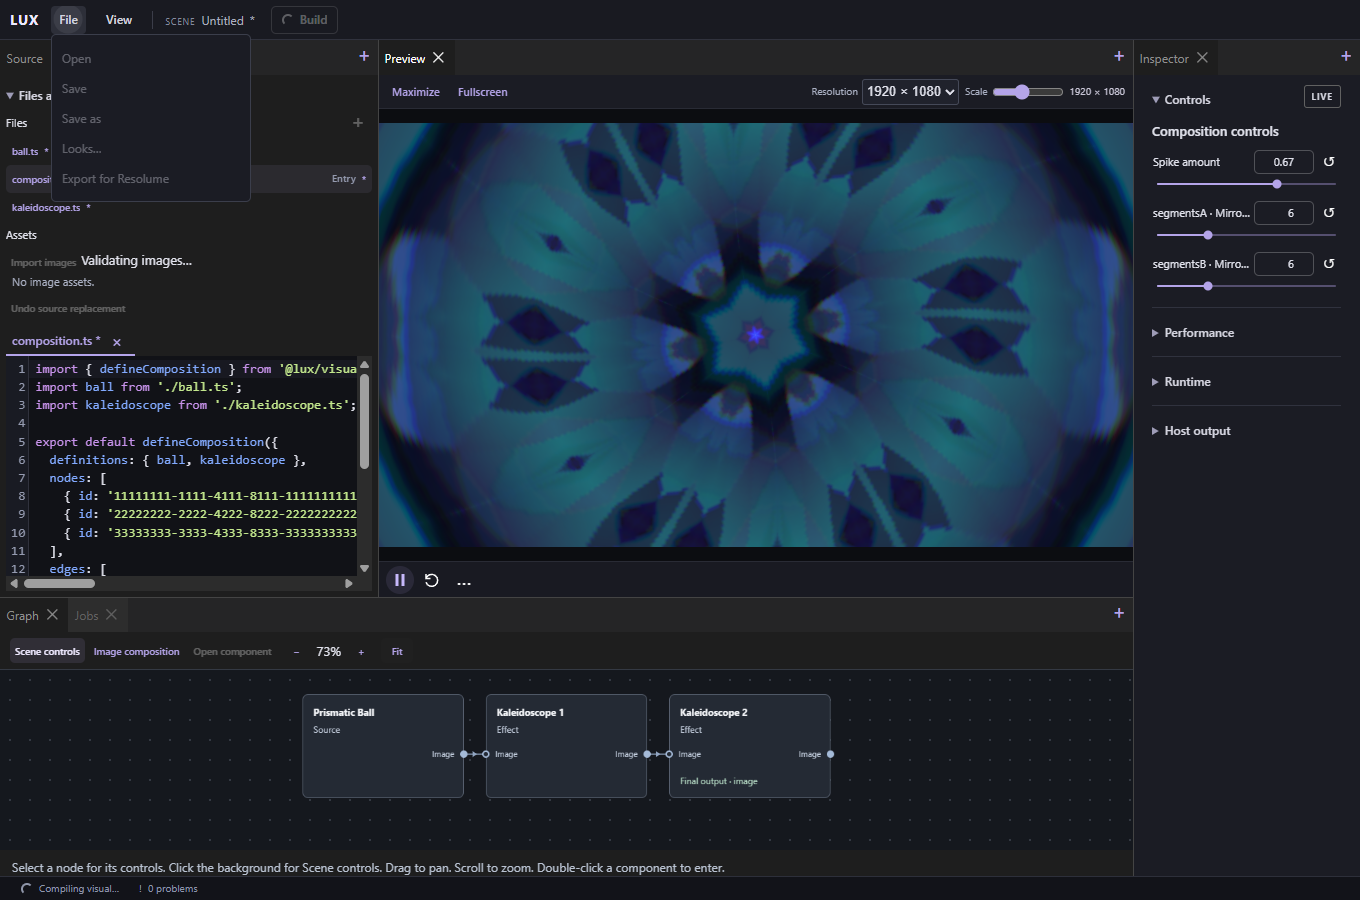 LUX File View SCENE Untitled * Build
Open
Save
Save as
Looks...
Export for Resolume
Source
Files
ball.ts *
Entry *
kaleidoscope.ts *
Assets
Import images Validating images...
No image assets.
Undo source replacement
composition.ts *
1 import { defineComposition } from '@lux/visua
2 import ball from './ball.ts';
3 import kaleidoscope from './kaleidoscope.ts';
4
5 export default defineComposition({
6 definitions: { ball, kaleidoscope },
7 nodes: [
8 { id: '11111111-1111-4111-8111-1111111111
9 { id: '22222222-2222-4222-8222-2222222222
10 { id: '33333333-3333-4333-8333-3333333333
11 ],
12 edges: [
Preview
Maximize Fullscreen Resolution 1920 × 1080 Scale 1920 × 1080
...
Inspector
Controls LIVE
Composition controls
Spike amount 0.67
segmentsA · Mirro... 6
segmentsB · Mirro... 6
Performance
Runtime
Host output
Graph Jobs
Scene controls Image composition Open component − 73% + Fit
Prismatic Ball
Source
Image
Kaleidoscope 1
Effect
Image Image
Kaleidoscope 2
Effect
Image Image
Final output · image
Select a node for its controls. Click the background for Scene controls. Drag to pan. Scroll to zoom. Double-click a component to enter.
Compiling visual... ! 0 problems